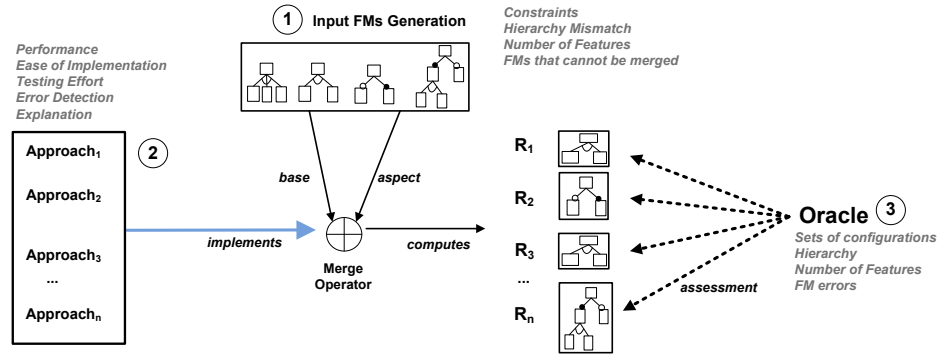 1 Input FMs Generation
Constraints
Hierarchy Mismatch
Number of Features
FMs that cannot be merged
Performance
Ease of Implementation
Testing Effort
Error Detection
Explanation
2
Approach1
Approach2
Approach3
...
Approachn
base
aspect
implements
Merge
Operator
computes
R1
R2
R3
...
Rn
assessment
Oracle 3
Sets of configurations
Hierarchy
Number of Features
FM errors